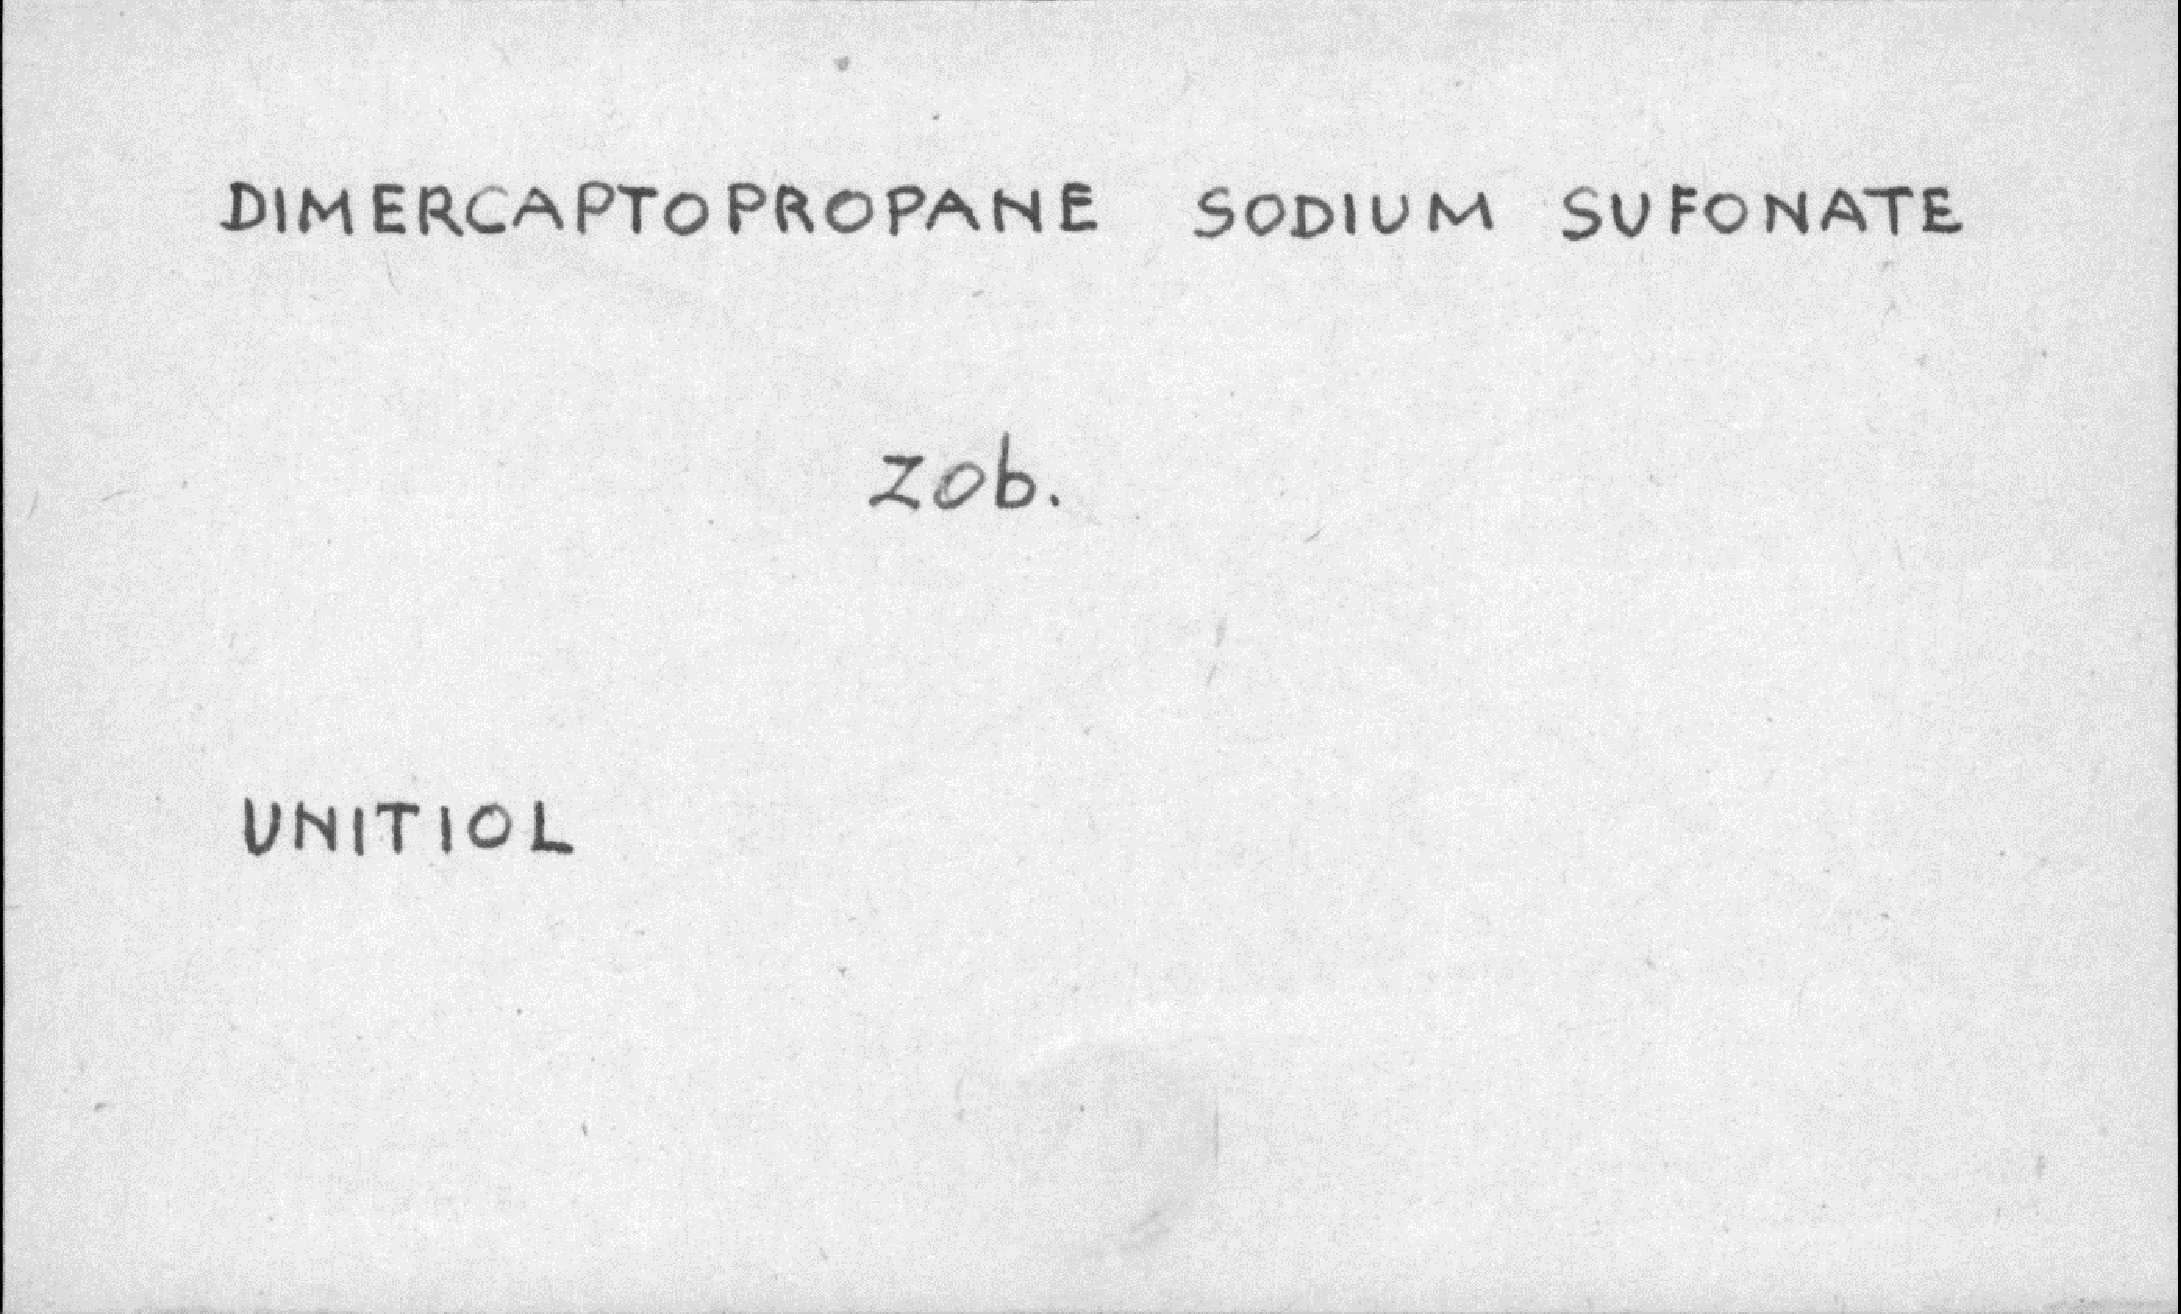 DIMERCAPTOPROPANE SODIUM SUFONATE
zob.
UNITIOL